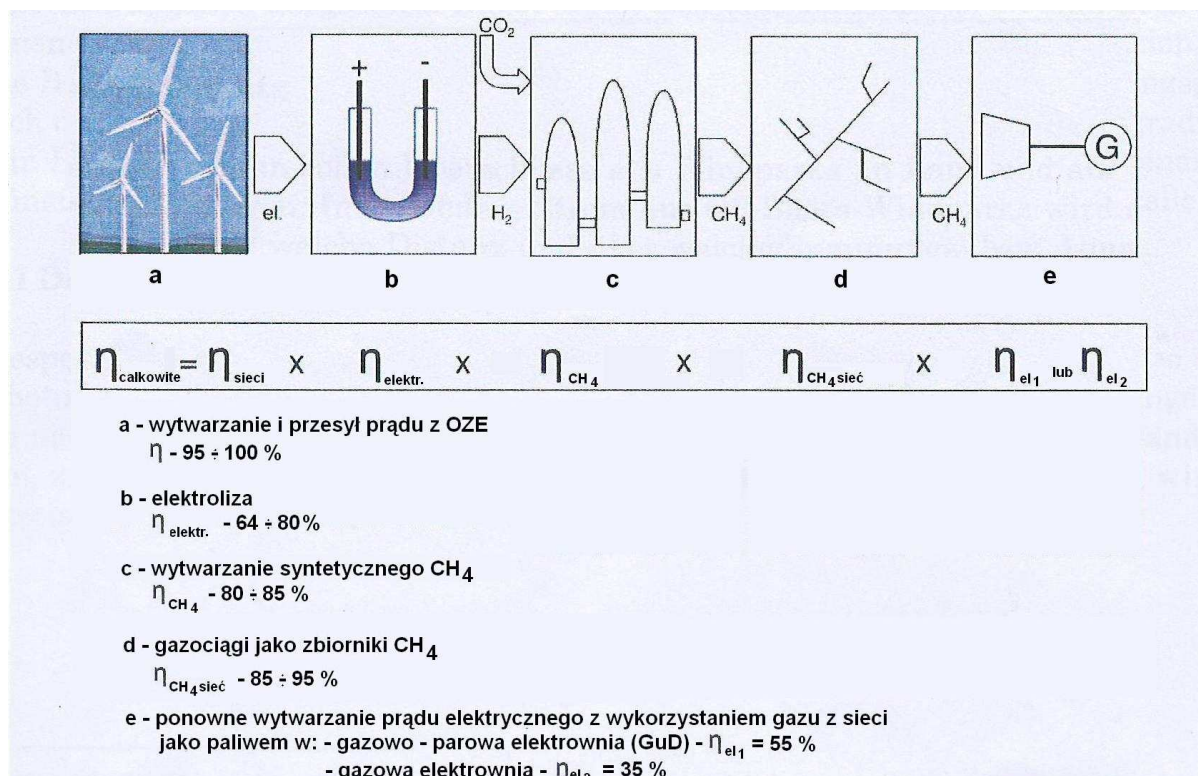 CO₂
+ -
el.
H₂
CH₄
CH₄
G
a b c d e
η całkowite = η sieci x η elektr. x η CH₄ x η CH₄ sieć x η el₁ lub η el₂
a - wytwarzanie i przesył prądu z OZE
η - 95 ÷ 100 %
b - elektroliza
η elektr. - 64 ÷ 80%
c - wytwarzanie syntetycznego CH₄
η CH₄ - 80 ÷ 85 %
d - gazociągi jako zbiorniki CH₄
η CH₄ sieć - 85 ÷ 95 %
e - ponowne wytwarzanie prądu elektrycznego z wykorzystaniem gazu z sieci
jako paliwem w: - gazowo - parowa elektrownia (GuD) - η el₁ = 55 %
- gazowa elektrownia - η el₂ = 35 %